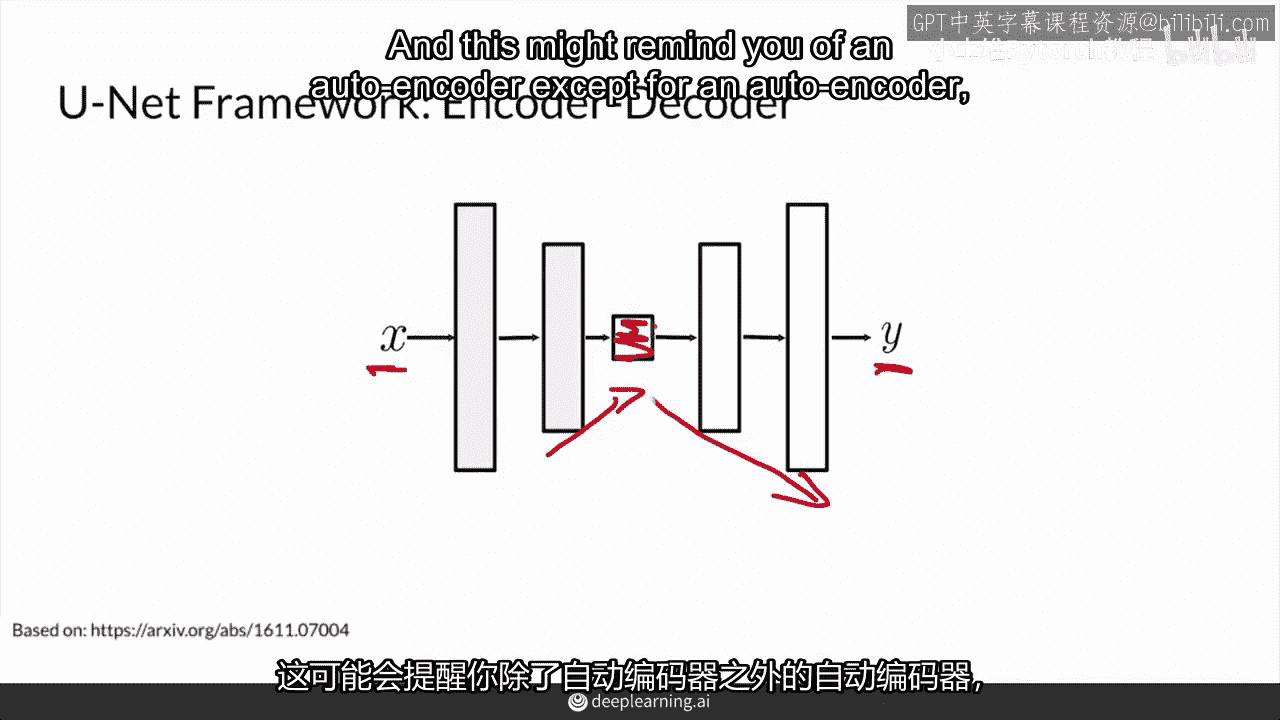 GPT中英字幕课程资源@bilibili.com
And this might remind you of an
auto-encoder except for an auto-encoder,
U-Net Framework: Encoder-Decoder
x
y
Based on: https://arxiv.org/abs/1611.07004
这可能会提醒你除了自动编码器之外的自动编码器，
deeplearning.ai